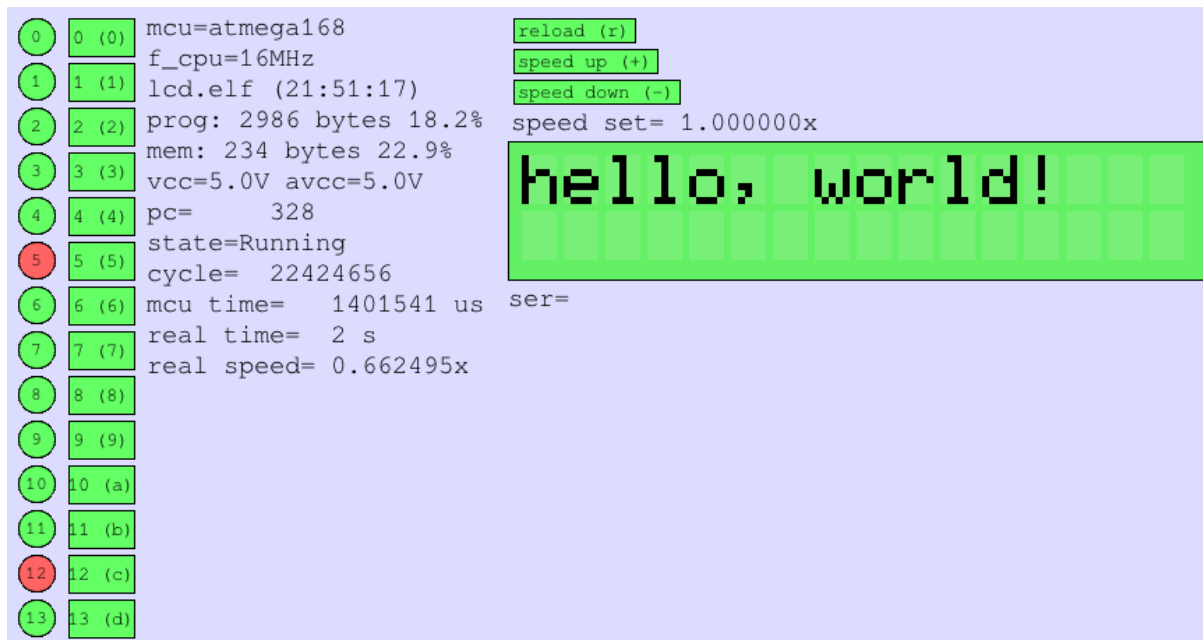 0
0 (0)
1
1 (1)
2
2 (2)
3
3 (3)
4
4 (4)
5
5 (5)
6
6 (6)
7
7 (7)
8
8 (8)
9
9 (9)
10
10 (a)
11
11 (b)
12
12 (c)
13
13 (d)
mcu=atmega168
f_cpu=16MHz
lcd.elf (21:51:17)
prog: 2986 bytes 18.2%
mem: 234 bytes 22.9%
vcc=5.0V avcc=5.0V
pc=     328
state=Running
cycle=  22424656
mcu time=   1401541 us
real time=  2 s
real speed= 0.662495x
reload (r)
speed up (+)
speed down (-)
speed set= 1.000000x
hello, world!
ser=